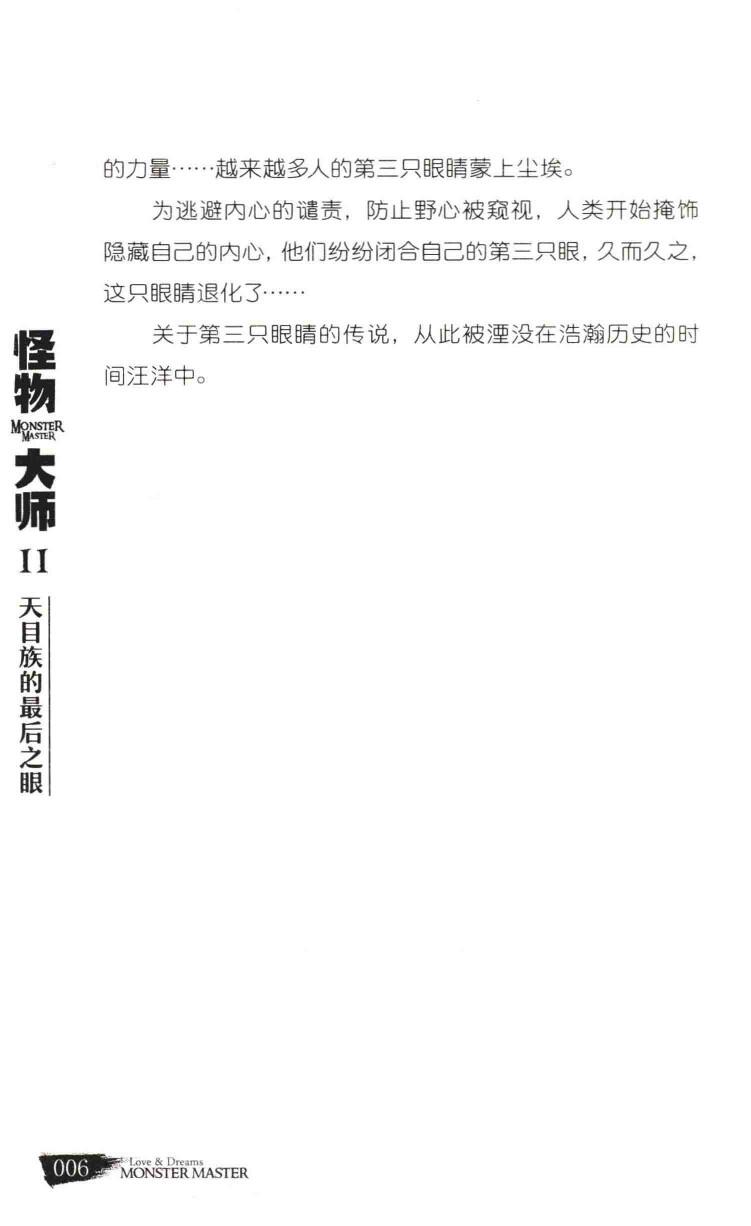 的力量……越来越多人的第三只眼睛蒙上尘埃。
为逃避内心的谴责，防止野心被窥视，人类开始掩饰
隐藏自己的内心，他们纷纷闭合自己的第三只眼，久而久之，
这只眼睛退化了……
关于第三只眼睛的传说，从此被湮没在浩瀚历史的时
间汪洋中。
怪物
MONSTER
MASTER
大师
11
天目族的最后之眼
006
Love & Dreams
MONSTER MASTER